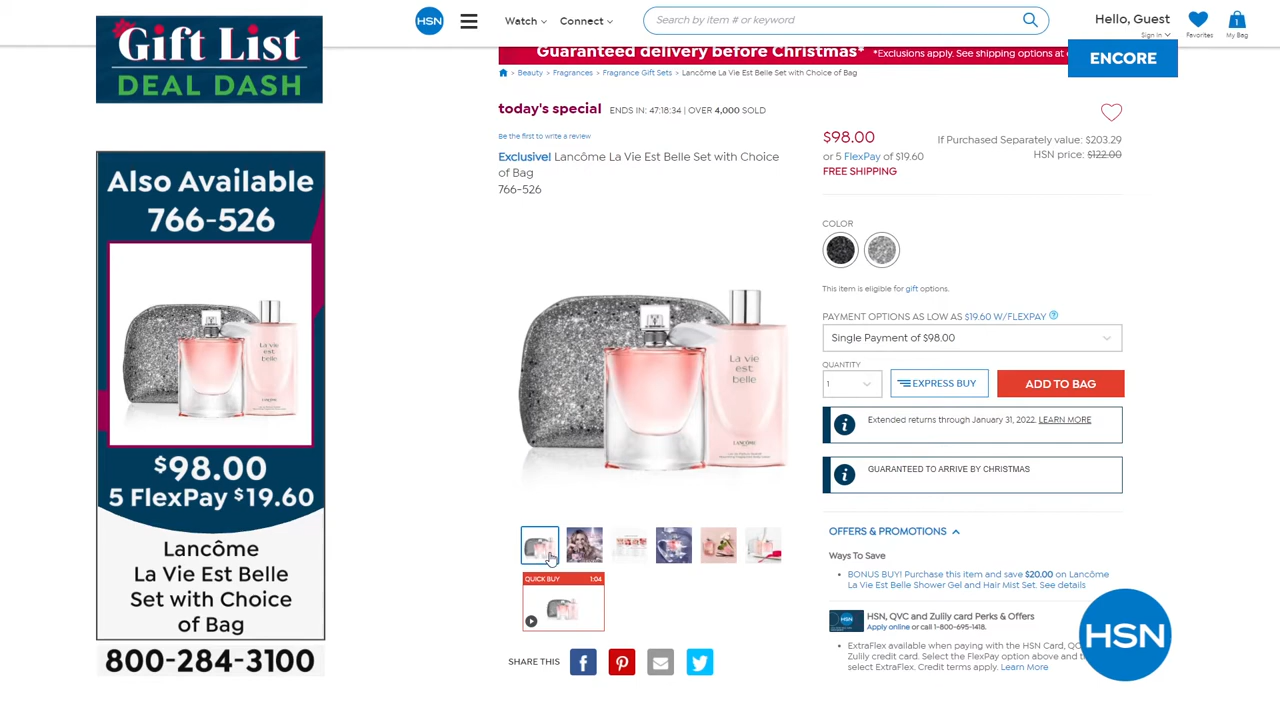 Gift List
DEAL DASH
Also Available
766-526
$98.00
5 FlexPay $19.60
Lancôme
La Vie Est Belle
Set with Choice
of Bag
800-284-3100
HSN
Watch
Connect
Search by item # or keyword
Hello, Guest
Sign in
Favorites
1
My Bag
Guaranteed delivery before Christmas* *Exclusions apply. See shipping options at
ENCORE
> Beauty > Fragrances > Fragrance Gift Sets > Lancôme La Vie Est Belle Set with Choice of Bag
today's special ENDS IN: 47:18:34 | OVER 4,000 SOLD
Be the first to write a review
Exclusive! Lancôme La Vie Est Belle Set with Choice
of Bag
766-526
La vie
est
belle
LANCÔME
QUICK BUY 1:04
SHARE THIS
$98.00
or 5 FlexPay of $19.60
FREE SHIPPING
If Purchased Separately value: $203.29
HSN price: $122.00
COLOR
This item is eligible for gift options.
PAYMENT OPTIONS AS LOW AS $19.60 W/FLEXPAY ?
Single Payment of $98.00
QUANTITY
1
EXPRESS BUY
ADD TO BAG
Extended returns through January 31, 2022. LEARN MORE
GUARANTEED TO ARRIVE BY CHRISTMAS
OFFERS & PROMOTIONS
Ways To Save
• BONUS BUY! Purchase this item and save $20.00 on Lancôme
La Vie Est Belle Shower Gel and Hair Mist Set. See details
HSN, QVC and Zulily card Perks & Offers
Apply online or call 1-800-695-1418.
• ExtraFlex available when paying with the HSN Card, QC
Zulily credit card. Select the FlexPay option above and t
select ExtraFlex. Credit terms apply. Learn More
HSN